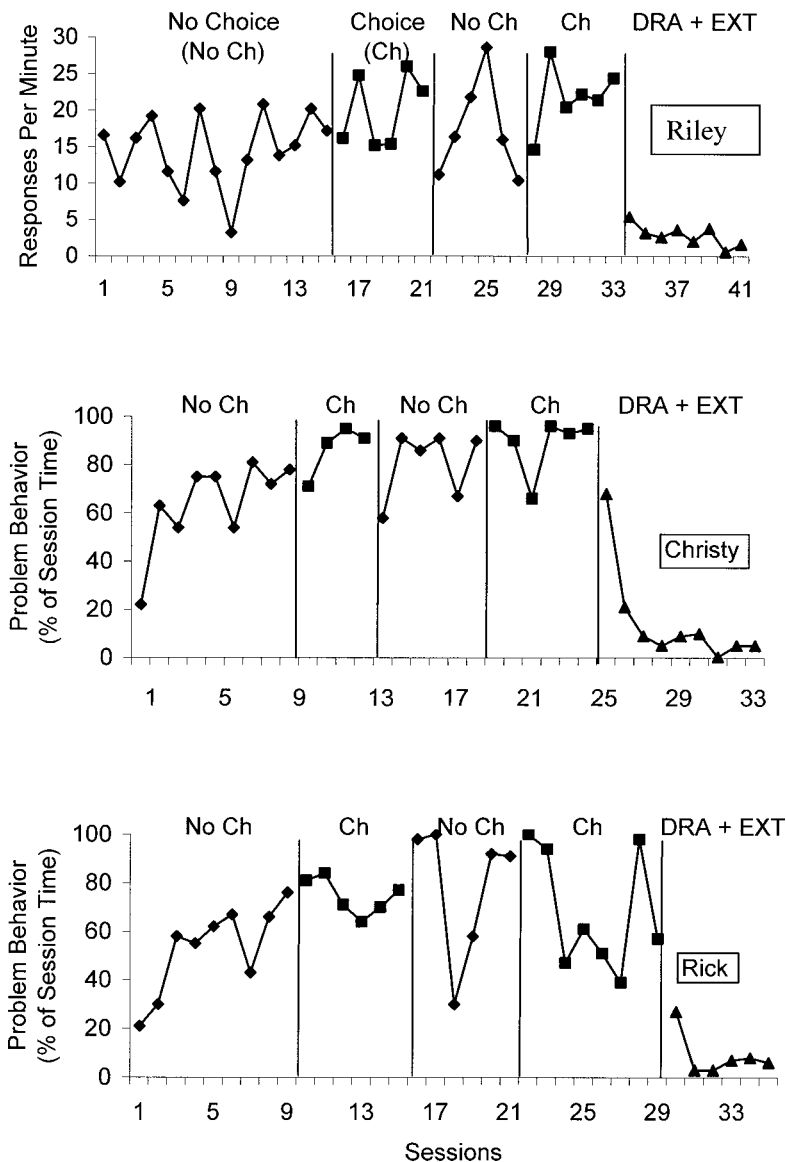 No Choice
(No Ch)
Choice
(Ch)
No Ch
Ch
DRA + EXT
Responses Per Minute
30
25
20
15
10
5
0
Riley
1 5 9 13 17 21 25 29 33 37 41
No Ch
Ch
No Ch
Ch
DRA + EXT
Problem Behavior
(% of Session Time)
100
80
60
40
20
0
Christy
1 5 9 13 17 21 25 29 33
No Ch
Ch
No Ch
Ch
DRA + EXT
Problem Behavior
(% of Session Time)
100
80
60
40
20
0
Rick
1 5 9 13 17 21 25 29 33
Sessions